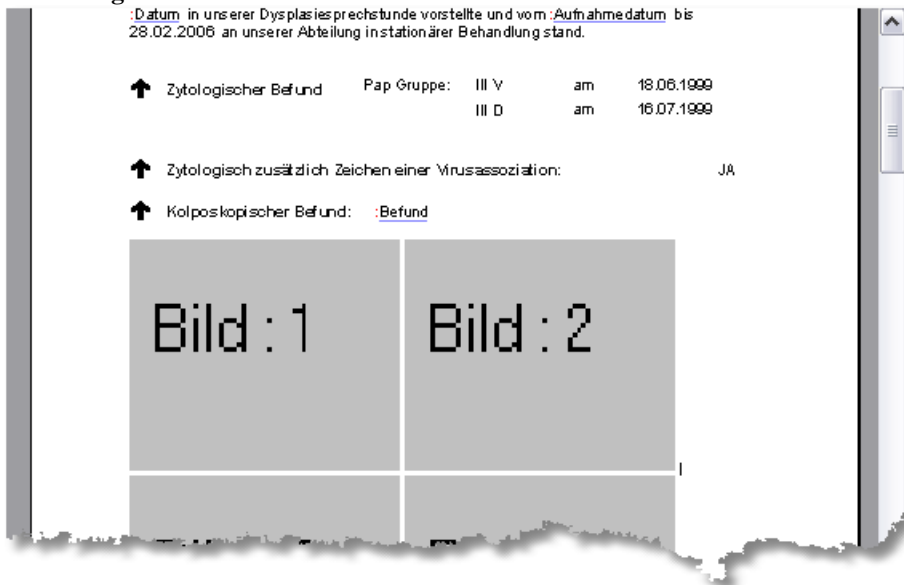 :Datum in unserer Dysplasiesprechstunde vorstellte und vom :Aufnahmedatum bis
28.02.2006 an unserer Abteilung in stationärer Behandlung stand.
Zytologischer Befund Pap Gruppe: III V am 18.06.1999
III D am 16.07.1999
Zytologisch zusätzlich Zeichen einer Virusassoziation: JA
Kolposkopischer Befund: :Befund
Bild : 1 Bild : 2